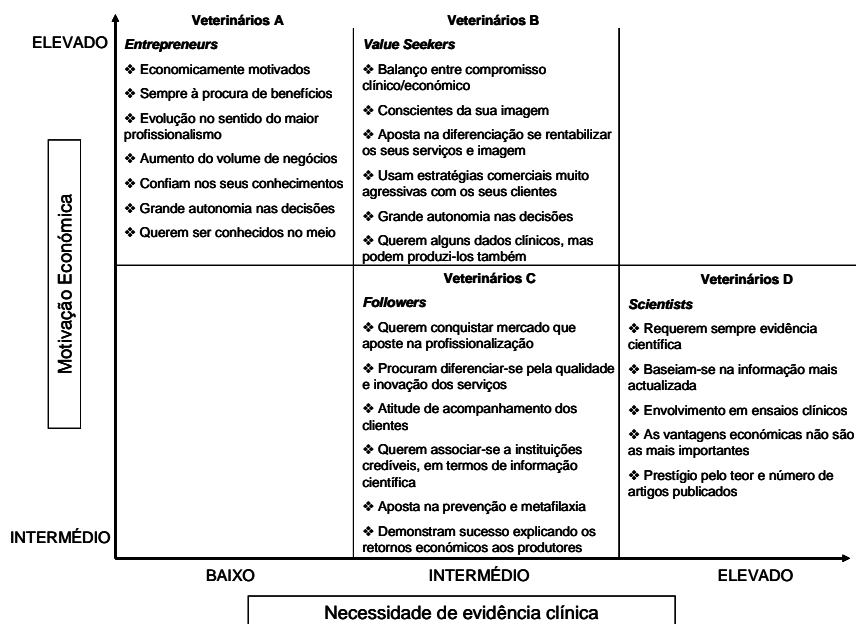 Veterinários A
Veterinários B
ELEVADO
Entrepreneurs
❖ Economicamente motivados
❖ Sempre à procura de benefícios
❖ Evolução no sentido do maior
profissionalismo
❖ Aumento do volume de negócios
❖ Confiam nos seus conhecimentos
❖ Grande autonomia nas decisões
❖ Querem ser conhecidos no meio
Value Seekers
❖ Balanço entre compromisso
clínico/económico
❖ Conscientes da sua imagem
❖ Aposta na diferenciação se rentabilizar
os seus serviços e imagem
❖ Usam estratégias comerciais muito
agressivas com os seus clientes
❖ Grande autonomia nas decisões
❖ Querem alguns dados clínicos, mas
podem produzi-los também
Motivação Económica
Veterinários C
Followers
❖ Querem conquistar mercado que
aposte na profissionalização
❖ Procuram diferenciar-se pela qualidade
e inovação dos serviços
❖ Atitude de acompanhamento dos
clientes
❖ Querem associar-se a instituições
credíveis, em termos de informação
científica
❖ Aposta na prevenção e metafilaxia
❖ Demonstram sucesso explicando os
retornos económicos aos produtores
Veterinários D
Scientists
❖ Requerem sempre evidência
científica
❖ Baseiam-se na informação mais
actualizada
❖ Envolvimento em ensaios clínicos
❖ As vantagens económicas não são
as mais importantes
❖ Prestígio pelo teor e número de
artigos publicados
INTERMÉDIO
BAIXO
INTERMÉDIO
ELEVADO
Necessidade de evidência clínica